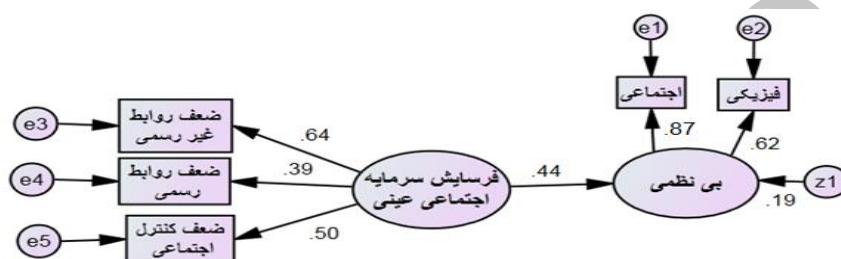 e1
e2
اجتماعی
فیزیکی
.87
.62
e3
ضعف روابط
غیر رسمی
.64
e4
ضعف روابط
رسمی
.39
فرسایش سرمایه
اجتماعی عینی
.44
بی نظمی
z1
.19
e5
ضعف کنترل
اجتماعی
.50